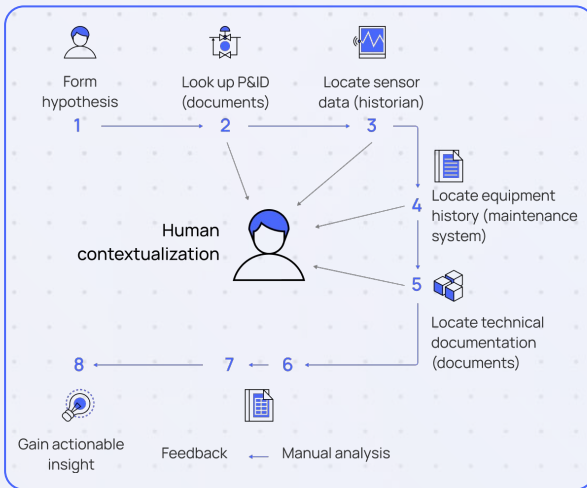 Form
hypothesis
1
Look up P&ID
(documents)
2
Locate sensor
data (historian)
3
4
Locate equipment
history (maintenance
system)
Human
contextualization
5
Locate technical
documentation
(documents)
6
7
8
Manual analysis
Feedback
Gain actionable
insight